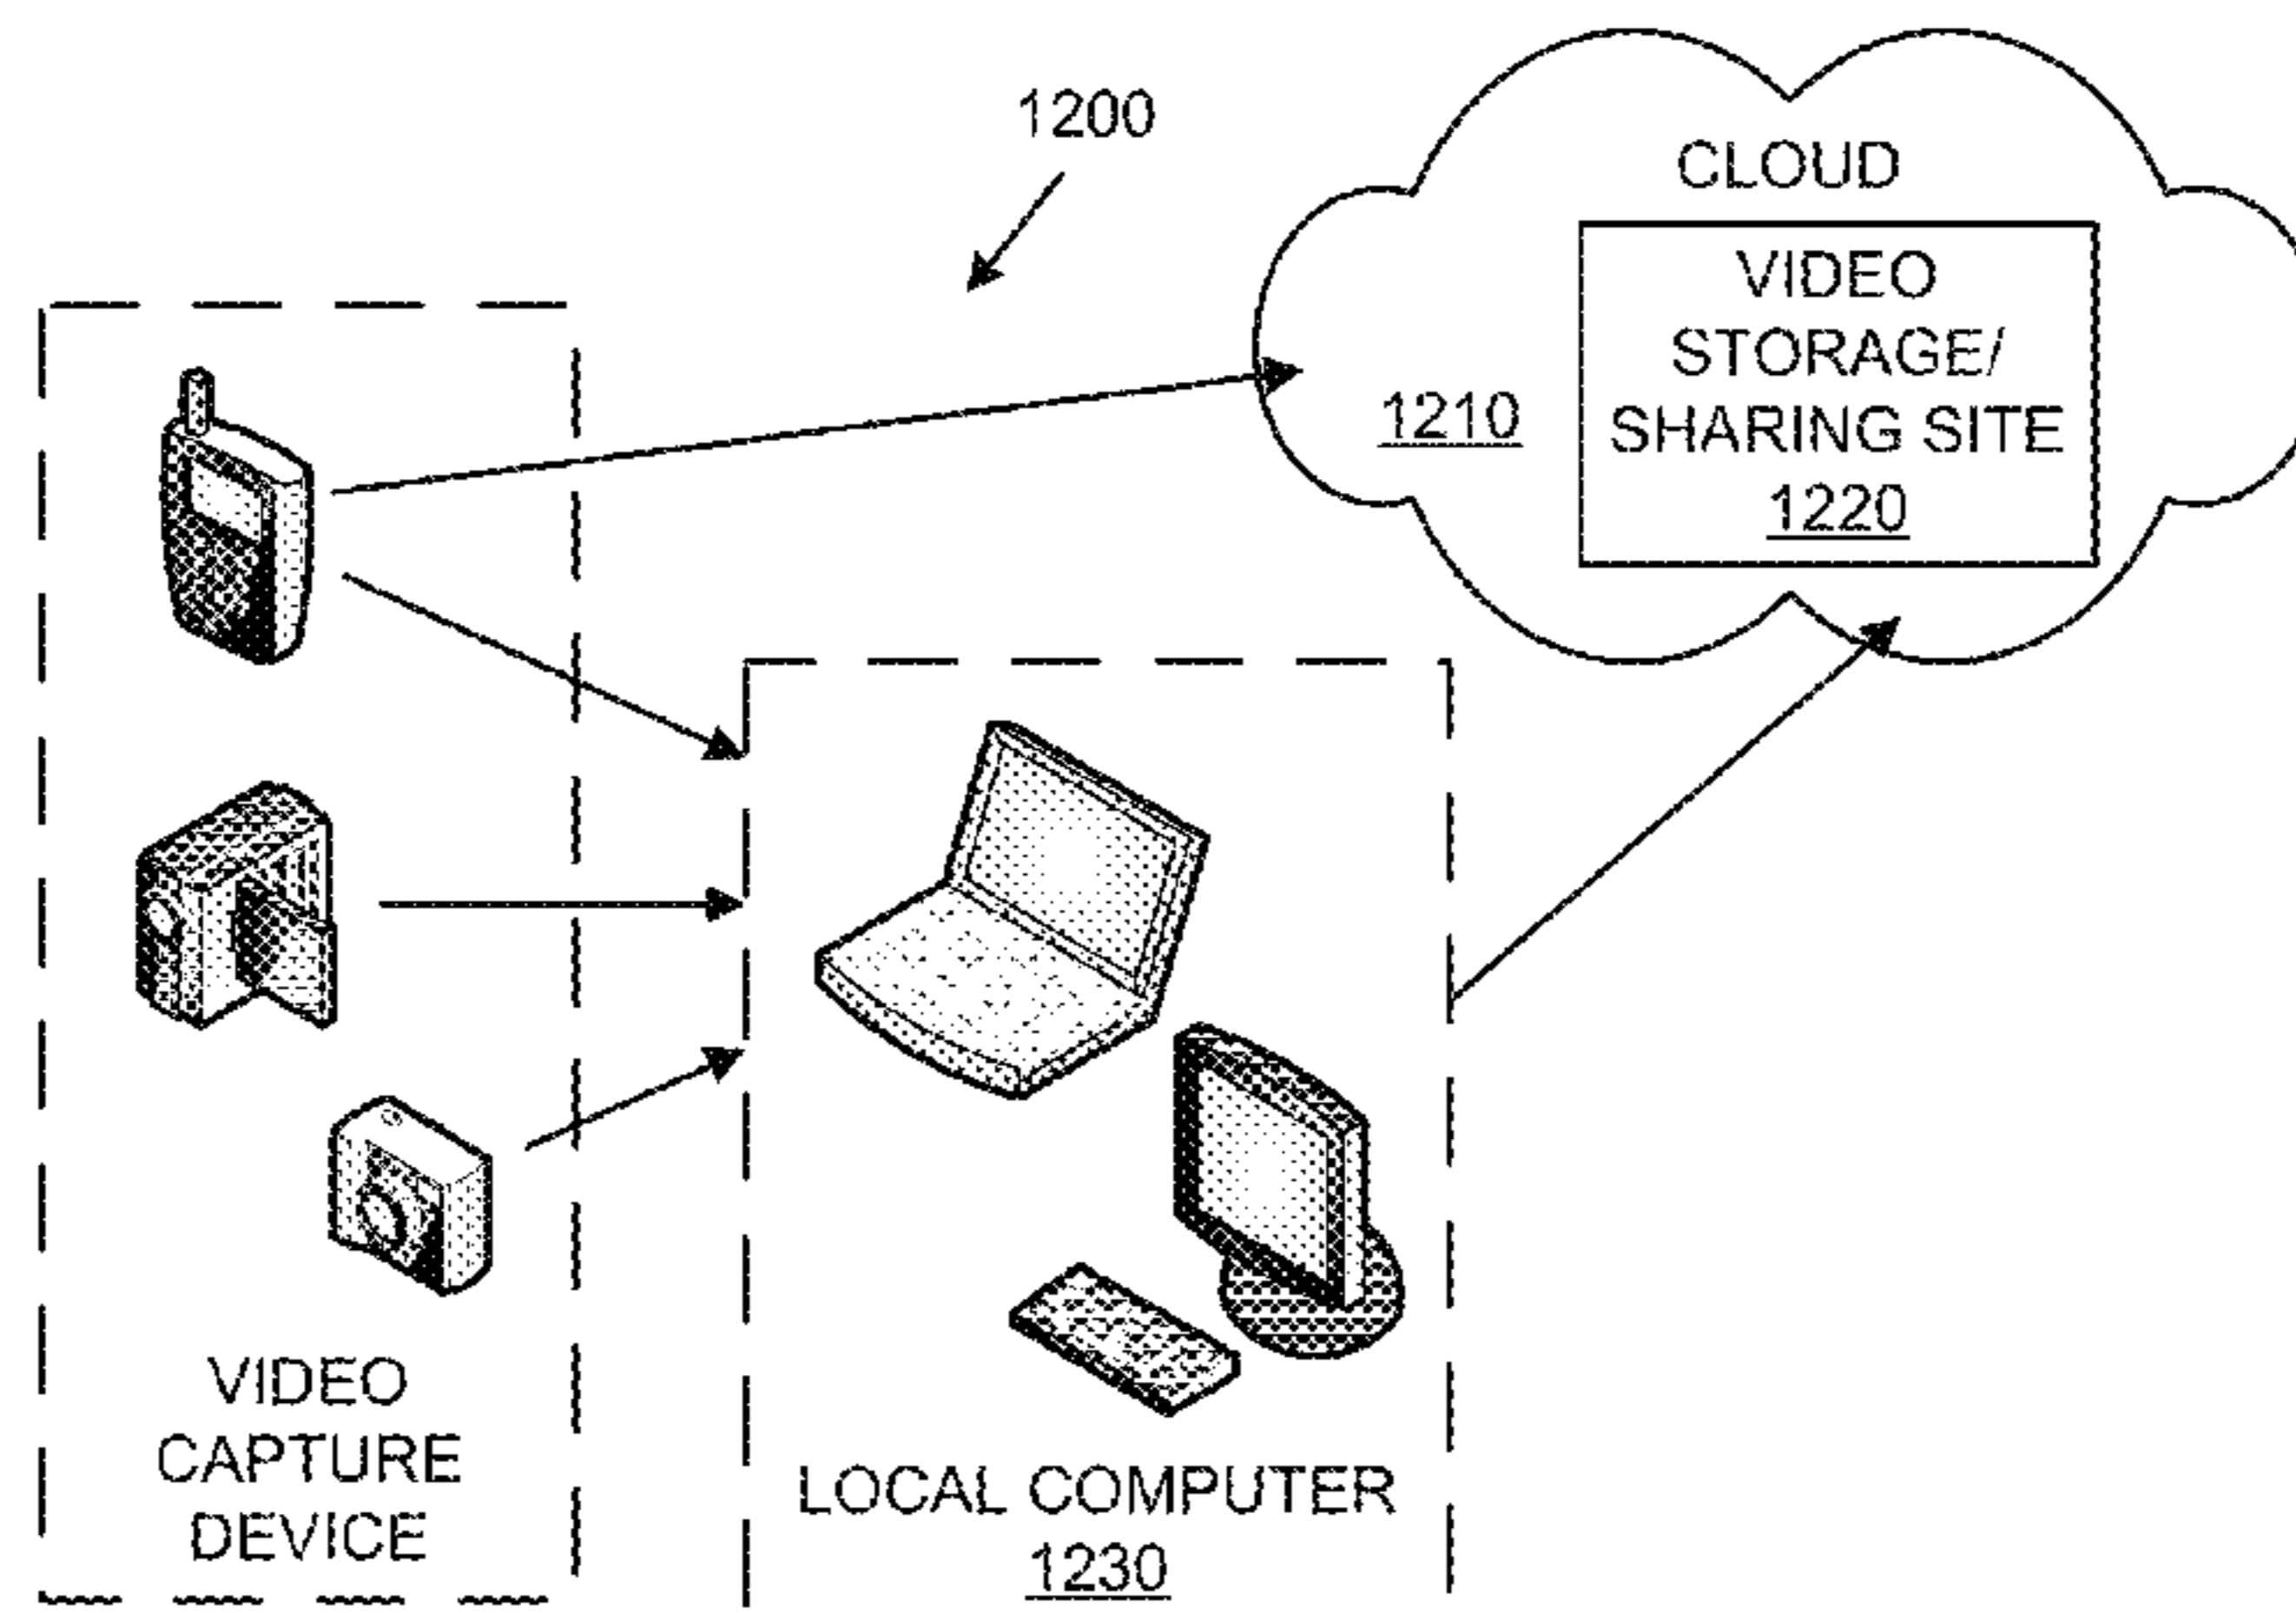 1200
CLOUD
VIDEO
STORAGE/
SHARING SITE
1210
1220
VIDEO
CAPTURE
DEVICE
LOCAL COMPUTER
1230